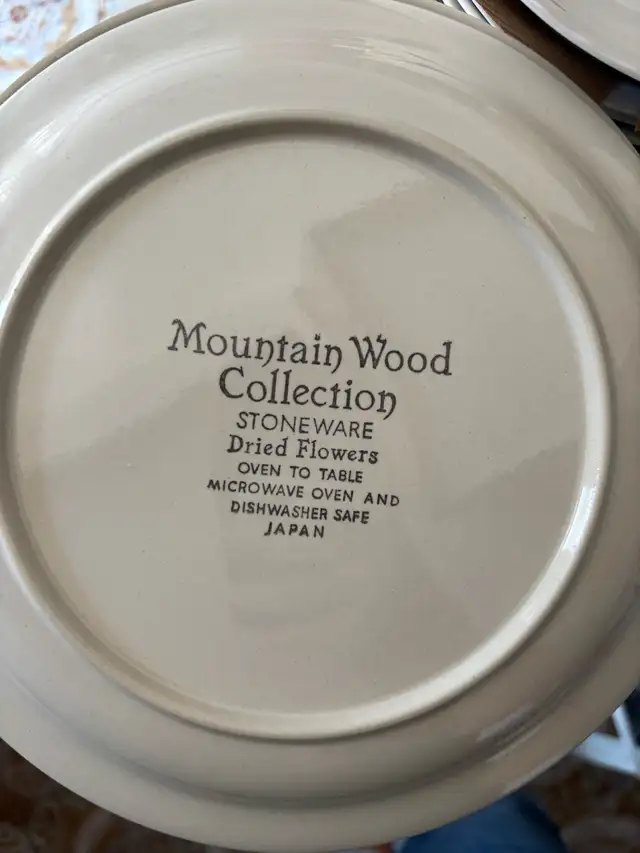 Mountain Wood
Collection
STONEWARE
Dried Flowers
OVEN TO TABLE
MICROWAVE OVEN AND
DISHWASHER SAFE
JAPAN